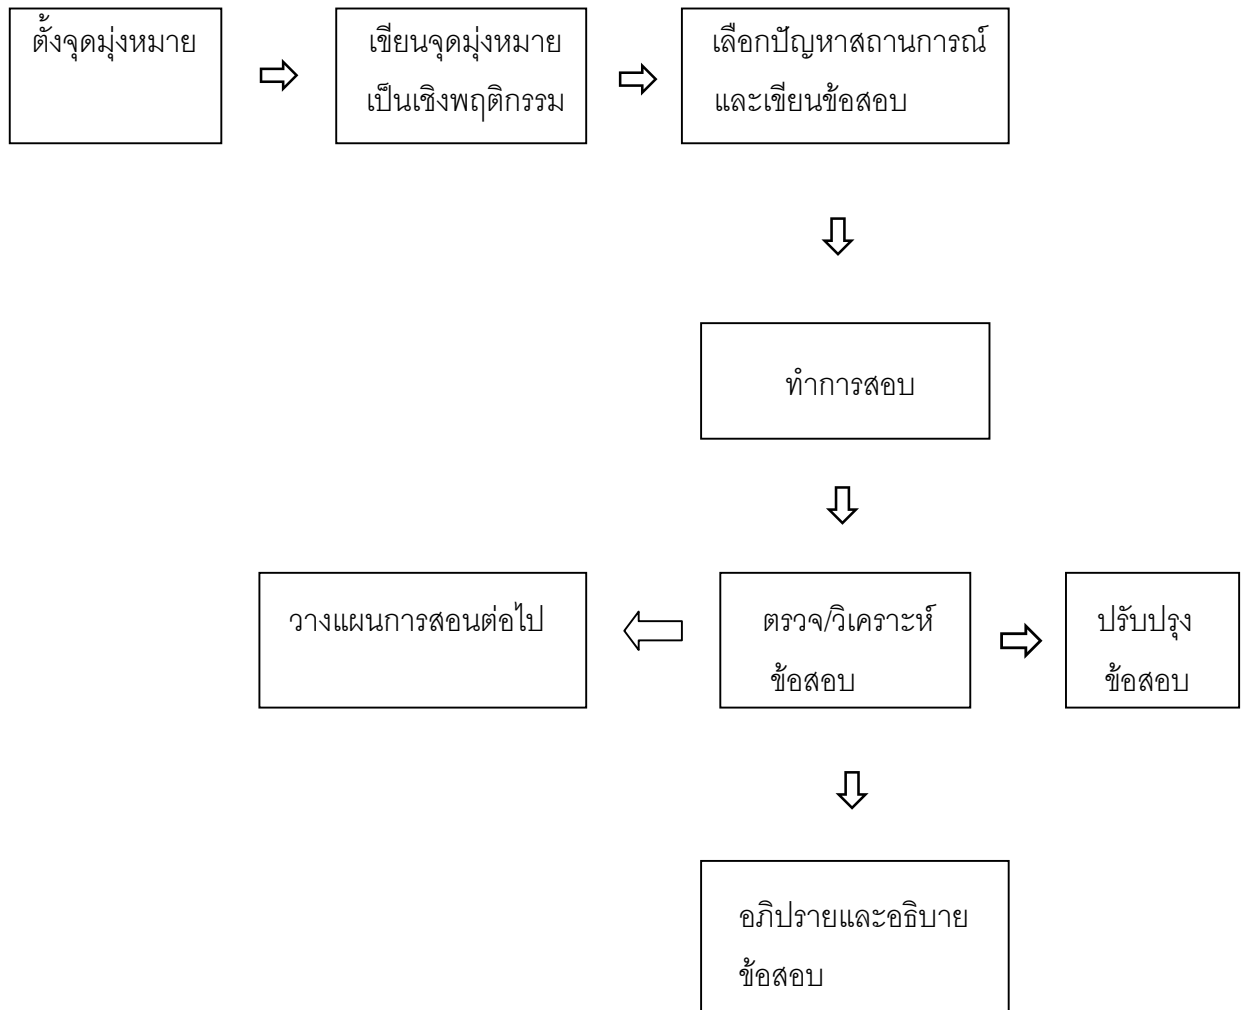 ตั้งจุดมุ่งหมาย
เขียนจุดมุ่งหมาย
เป็นเชิงพฤติกรรม
เลือกปัญหาสถานการณ์
และเขียนข้อสอบ
ทำการสอบ
วางแผนการสอนต่อไป
ตรวจ/วิเคราะห์
ข้อสอบ
ปรับปรุง
ข้อสอบ
อภิปรายและอธิบาย
ข้อสอบ